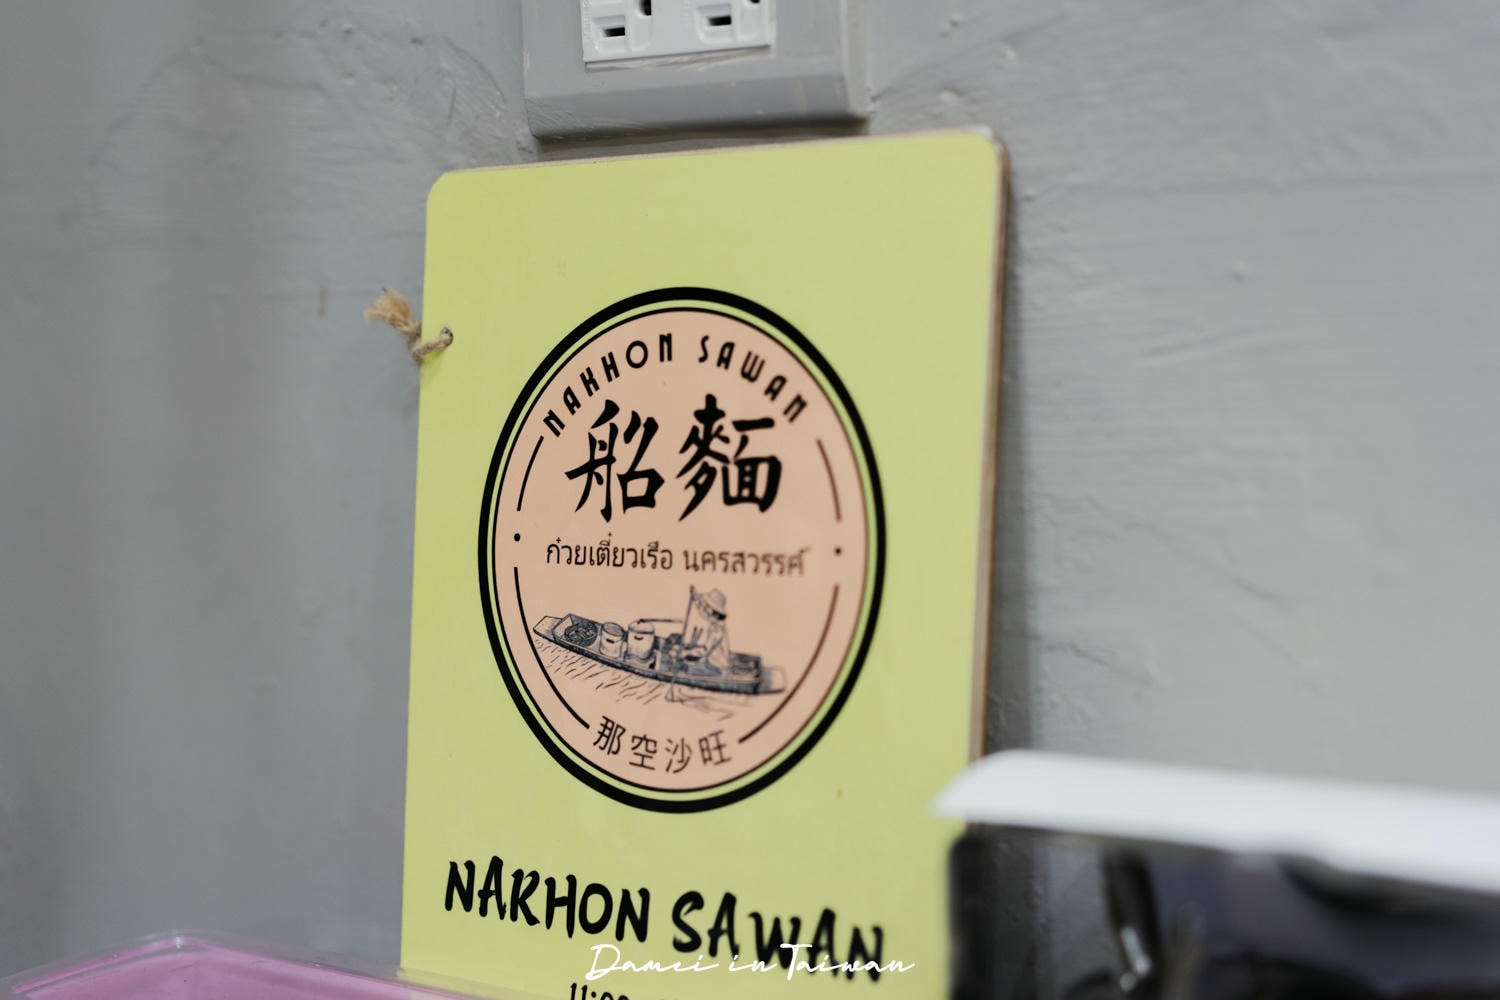 NAKHON SAWAN
船麵
ก๋วยเตี๋ยวเรือ นครสวรรค์
那空沙旺
NAKHON SAWAN
Damei in Taiwan